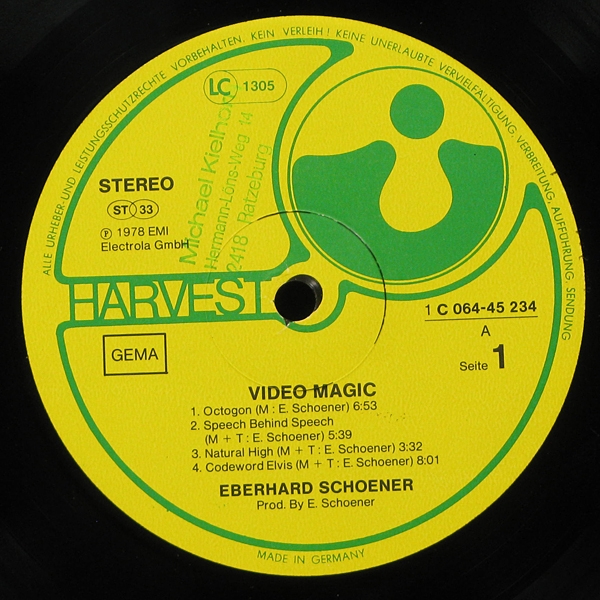 ALLE URHEBER- UND LEISTUNGSSCHUTZRECHTE VORBEHALTEN. KEIN VERLEIH! KEINE UNERLAUBTE VERVIELFÄLTIGUNG, VERBREITUNG, AUFFÜHRUNG, SENDUNG
LC 1305
Michael Kielhorn
Hermann-Löns-Weg 14
2418 Ratzeburg
STEREO
ST 33
Ⓟ 1978 EMI
Electrola GmbH
HARVEST
1 C 064-45 234
A
Seite 1
GEMA
VIDEO MAGIC
1. Octogon (M : E. Schoener) 6:53
2. Speech Behind Speech
(M + T : E. Schoener) 5:39
3. Natural High (M + T : E. Schoener) 3:32
4. Codeword Elvis (M + T : E. Schoener) 8:01
EBERHARD SCHOENER
Prod. By E. Schoener
MADE IN GERMANY